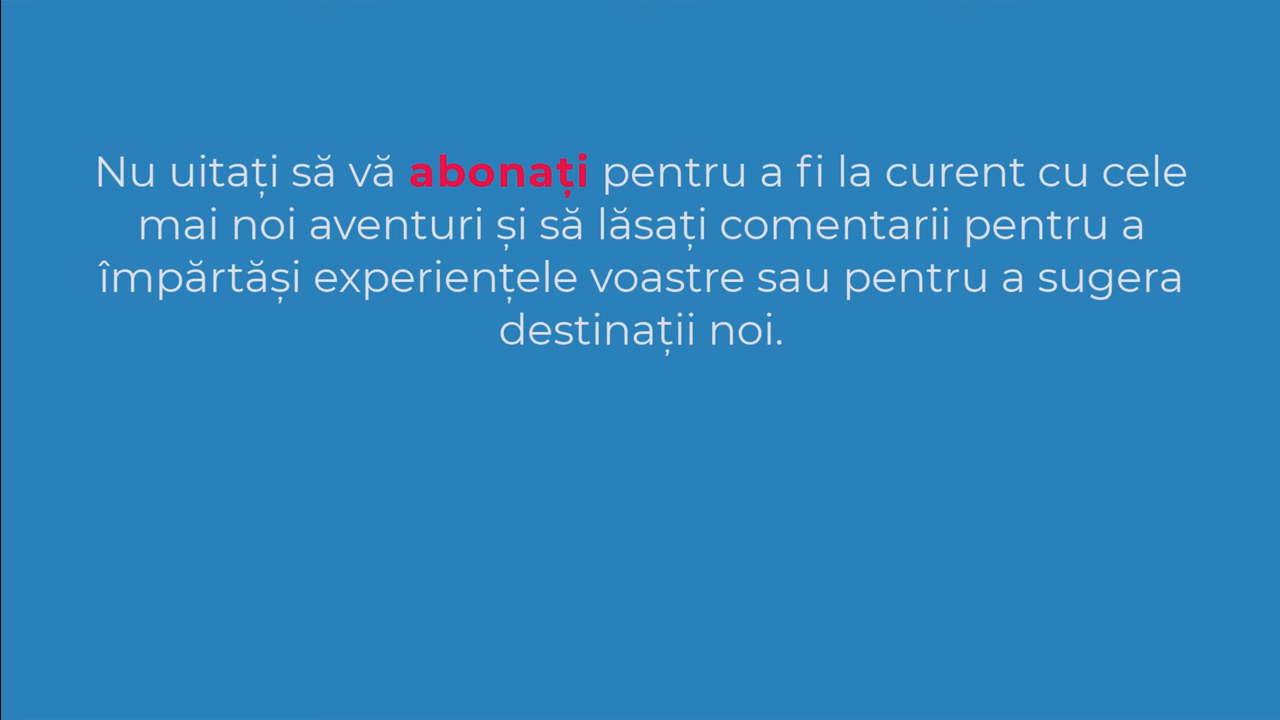 Nu uitați să vă abonați pentru a fi la curent cu cele
mai noi aventuri și să lăsați comentarii pentru a
împărtăși experiențele voastre sau pentru a sugera
destinații noi.